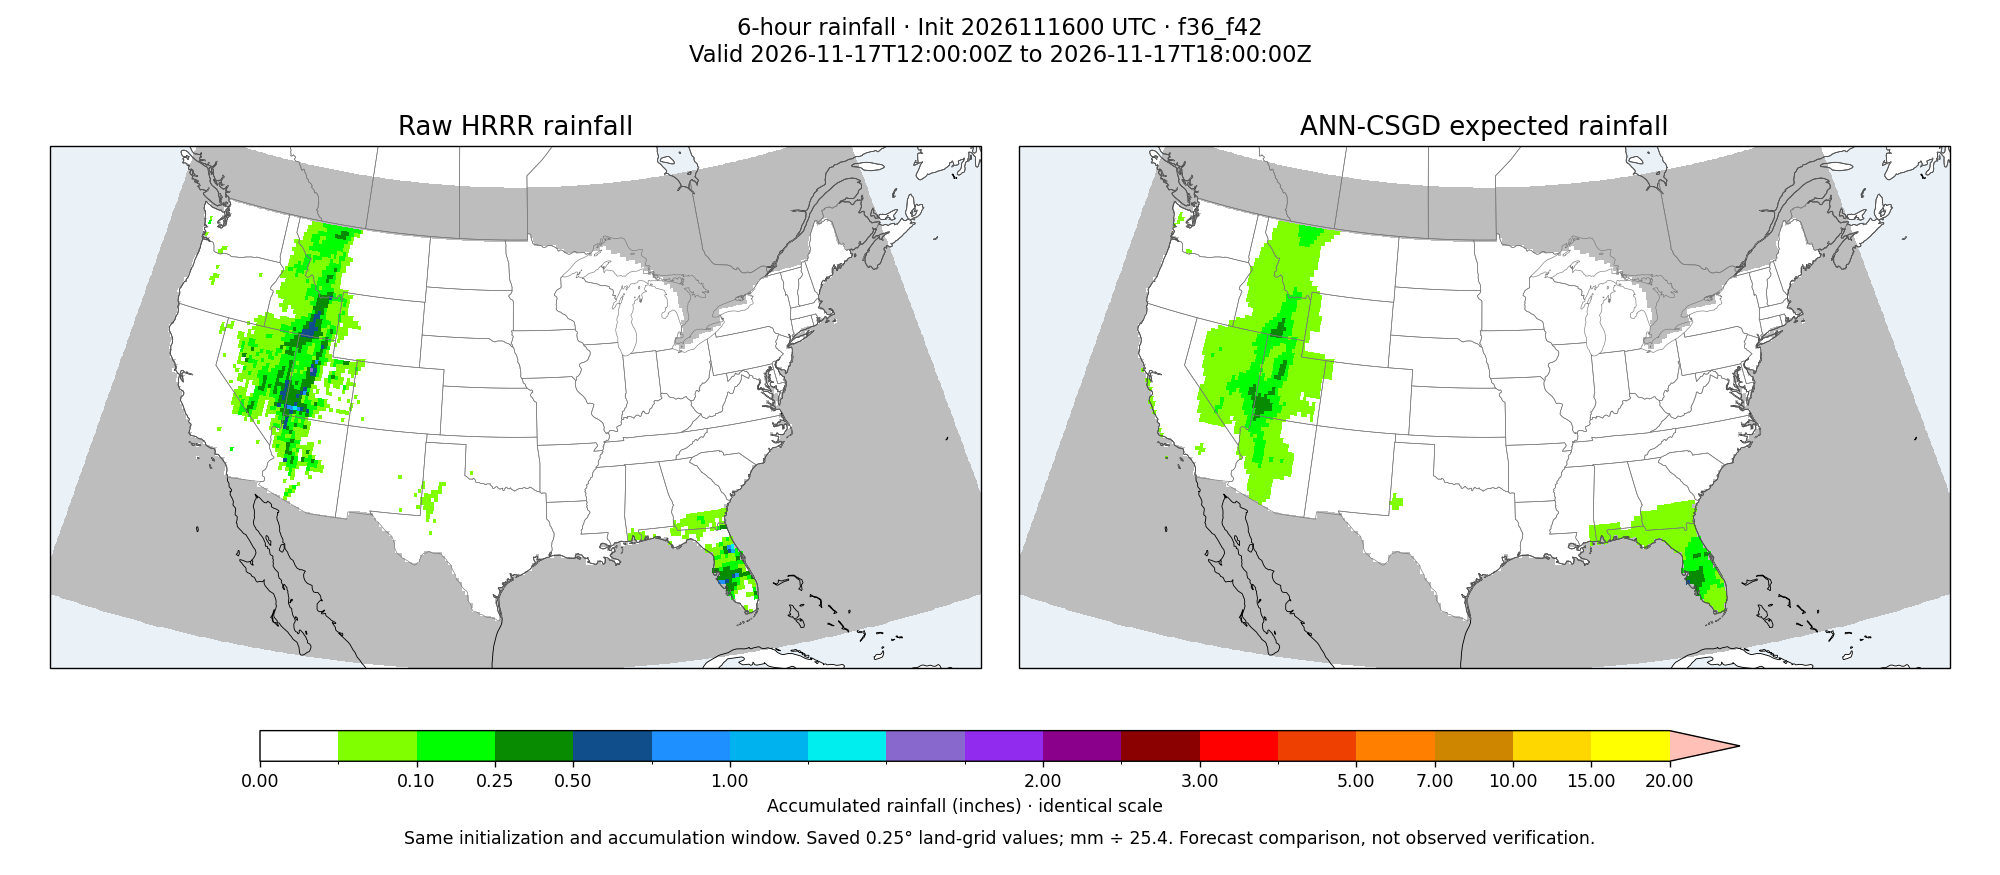 6-hour rainfall · Init 2026111600 UTC · f36_f42
Valid 2026-11-17T12:00:00Z to 2026-11-17T18:00:00Z
Raw HRRR rainfall
ANN-CSGD expected rainfall
0.00 0.10 0.25 0.50 1.00 2.00 3.00 5.00 7.00 10.00 15.00 20.00
Accumulated rainfall (inches) · identical scale
Same initialization and accumulation window. Saved 0.25° land-grid values; mm ÷ 25.4. Forecast comparison, not observed verification.